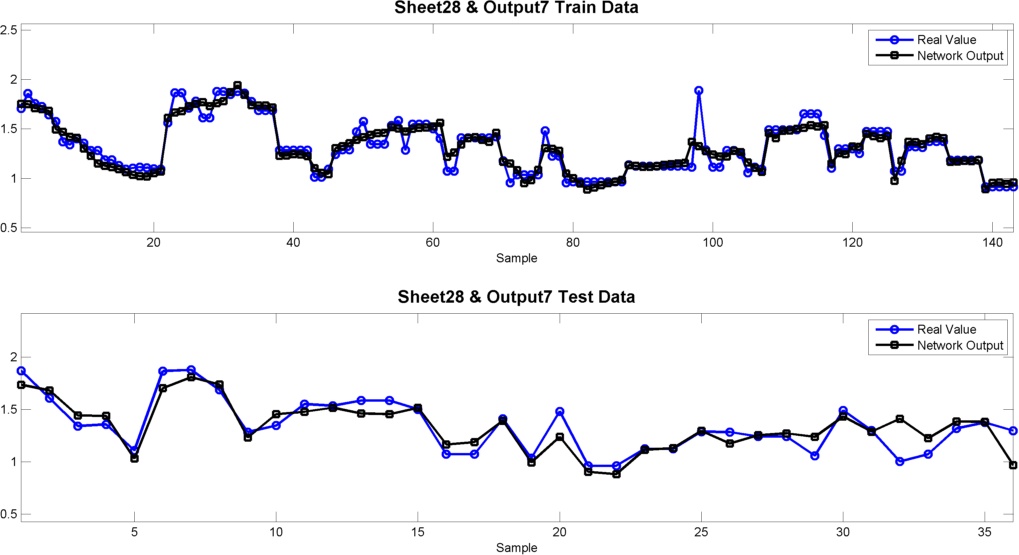 Sheet28 & Output7 Train Data
2.5
2
1.5
1
0.5
Real Value
Network Output
20 40 60 80 100 120 140
Sample
Sheet28 & Output7 Test Data
2
1.5
1
0.5
Real Value
Network Output
5 10 15 20 25 30 35
Sample